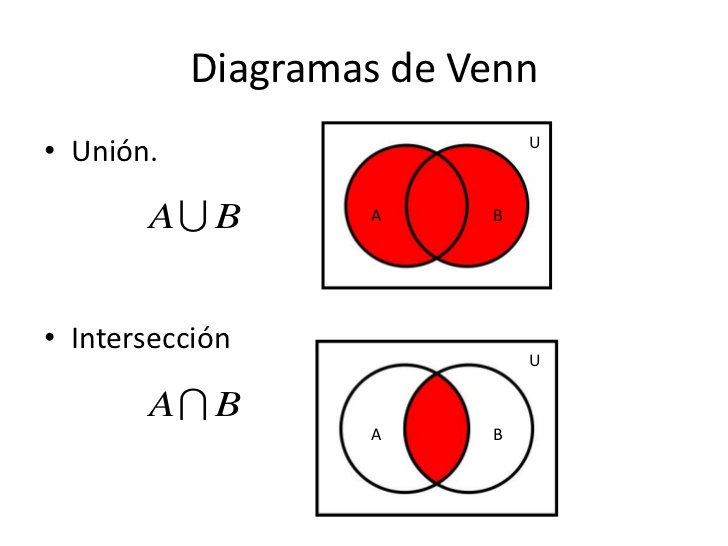 Diagramas de Venn
• Unión.
A ⋃ B
U
A B
• Intersección
A ⋂ B
U
A B